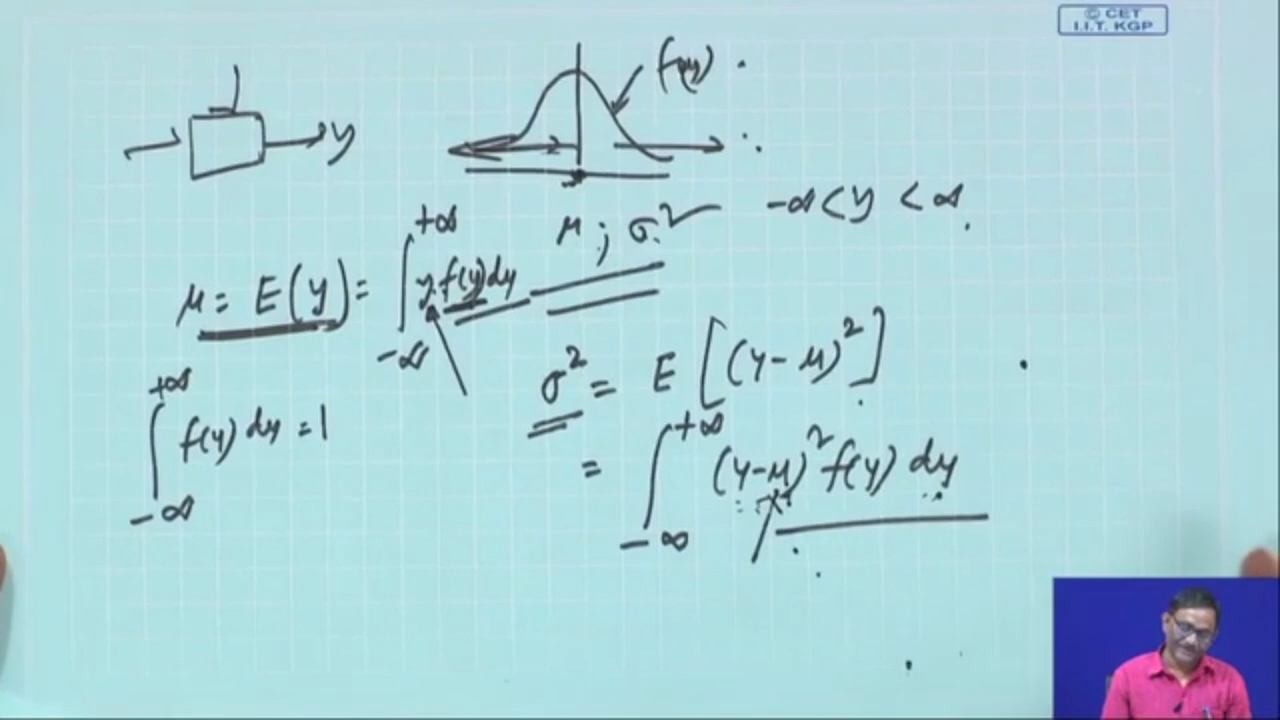 © CET
I.I.T. KGP
y
f(y)
μ ; σ²
-∞ < y < ∞
μ = E(y) = ∫_{-∞}^{+∞} y f(y) dy
∫_{-∞}^{+∞} f(y) dy = 1
σ² = E [(y-μ)²]
= ∫_{-∞}^{+∞} (y-μ)² f(y) dy